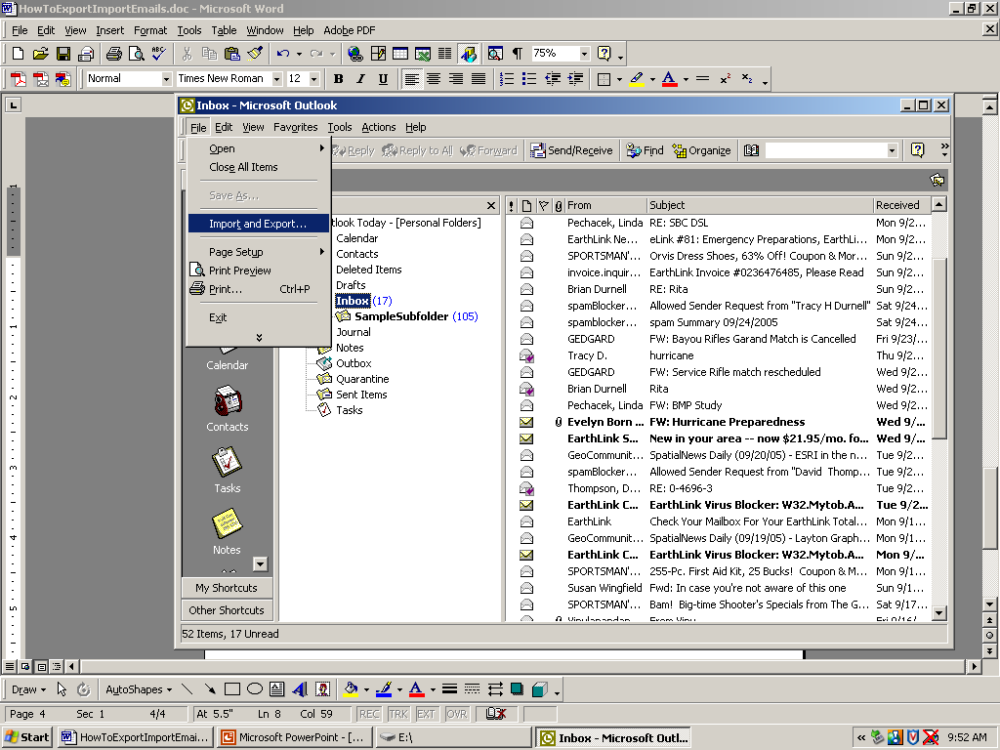 HowToExportImportEmails.doc - Microsoft Word
File Edit View Insert Format Tools Table Window Help Adobe PDF
75%
Normal Times New Roman 12 B I U
Inbox - Microsoft Outlook
File Edit View Favorites Tools Actions Help
Reply Reply to All Forward Send/Receive Find Organize
Open
Close All Items
Save As...
Import and Export...
Page Setup
Print Preview
Print... Ctrl+P
Exit
Calendar
Contacts
Tasks
Notes
My Shortcuts
Other Shortcuts
tlook Today - [Personal Folders]
Calendar
Contacts
Deleted Items
Drafts
Inbox (17)
SampleSubfolder (105)
Journal
Notes
Outbox
Quarantine
Sent Items
Tasks
From Subject Received
Pechacek, Linda RE: SBC DSL Mon 9/2...
EarthLink Ne... eLink #81: Emergency Preparations, EarthLi... Mon 9/2...
SPORTSMAN'... Orvis Dress Shoes, 63% Off! Coupon & Mor... Sun 9/2...
invoice.inquir... EarthLink Invoice #0236476485, Please Read Sun 9/2...
Brian Durnell RE: Rita Sun 9/2...
spamBlocker... Allowed Sender Request from "Tracy H Durnell" Sat 9/24...
spamblocker... spam Summary 09/24/2005 Sat 9/24...
GEDGARD FW: Bayou Rifles Garand Match is Cancelled Fri 9/23/...
Tracy D. hurricane Thu 9/2...
GEDGARD FW: Service Rifle match rescheduled Wed 9/2...
Brian Durnell Rita Wed 9/2...
Pechacek, Linda FW: BMP Study Wed 9/2...
Evelyn Born ... FW: Hurricane Preparedness Wed 9/...
EarthLink S... New in your area -- now $21.95/mo. fo... Wed 9/...
GeoCommunit... SpatialNews Daily (09/20/05) - ESRI in the n... Tue 9/2...
spamBlocker... Allowed Sender Request from "David Thomp... Tue 9/2...
Thompson, D... RE: 0-4696-3 Tue 9/2...
EarthLink C... EarthLink Virus Blocker: W32.Mytob.A... Tue 9/2...
EarthLink Check Your Mailbox For Your EarthLink Total... Mon 9/1...
GeoCommunit... SpatialNews Daily (09/19/05) - Layton Graph... Mon 9/1...
EarthLink C... EarthLink Virus Blocker: W32.Mytob.A... Mon 9/...
SPORTSMAN'... 255-Pc. First Aid Kit, 25 Bucks! Coupon & M... Mon 9/1...
Susan Wingfield Fwd: In case you're not aware of this one Sun 9/1...
SPORTSMAN'... Bam! Big-time Shooter's Specials from The G... Sat 9/17...
From Vinu Fri 9/16/...
52 Items, 17 Unread
Draw AutoShapes
Page 4 Sec 1 4/4 At 5.5" Ln 8 Col 59 REC TRK EXT OVR
Start HowToExportImportEmai... Microsoft PowerPoint - [... E:\ Inbox - Microsoft Outl... 9:52 AM